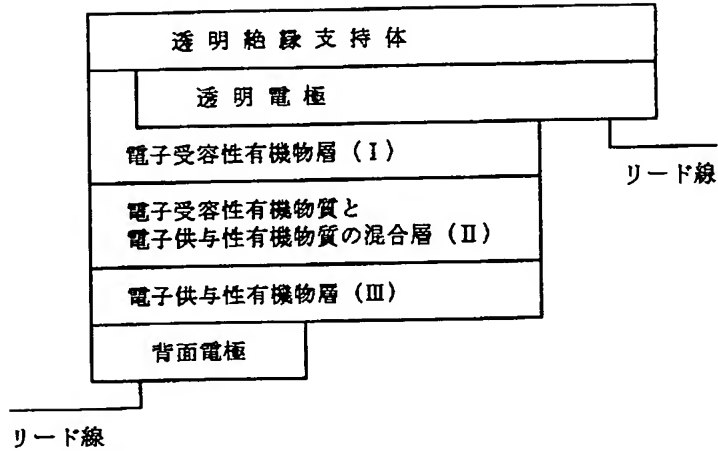 透明絶縁支持体
透明電極
電子受容性有機物層（I）
リード線
電子受容性有機物質と
電子供与性有機物質の混合層（II）
電子供与性有機物層（III）
背面電極
リード線